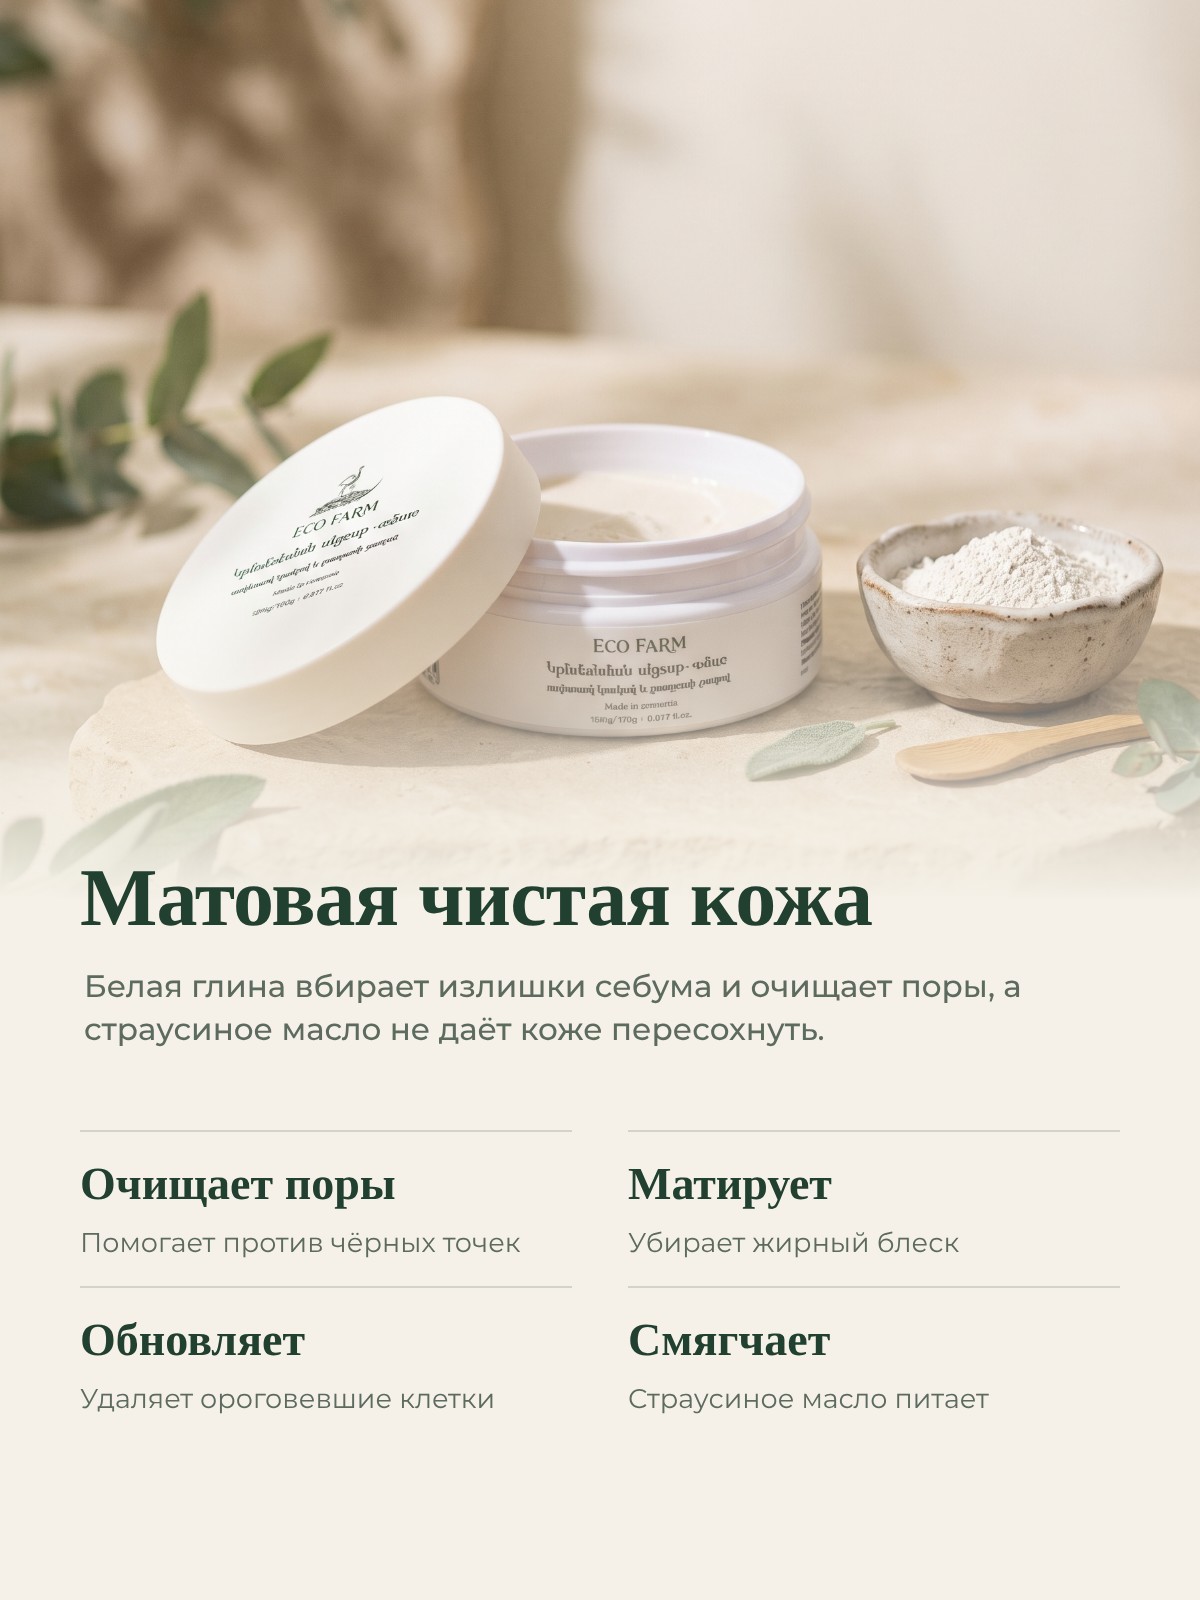 ECO FARM
ECO FARM
Made in
Матовая чистая кожа
Белая глина вбирает излишки себума и очищает поры, а
страусиное масло не даёт коже пересохнуть.
Очищает поры
Помогает против чёрных точек
Матирует
Убирает жирный блеск
Обновляет
Удаляет ороговевшие клетки
Смягчает
Страусиное масло питает